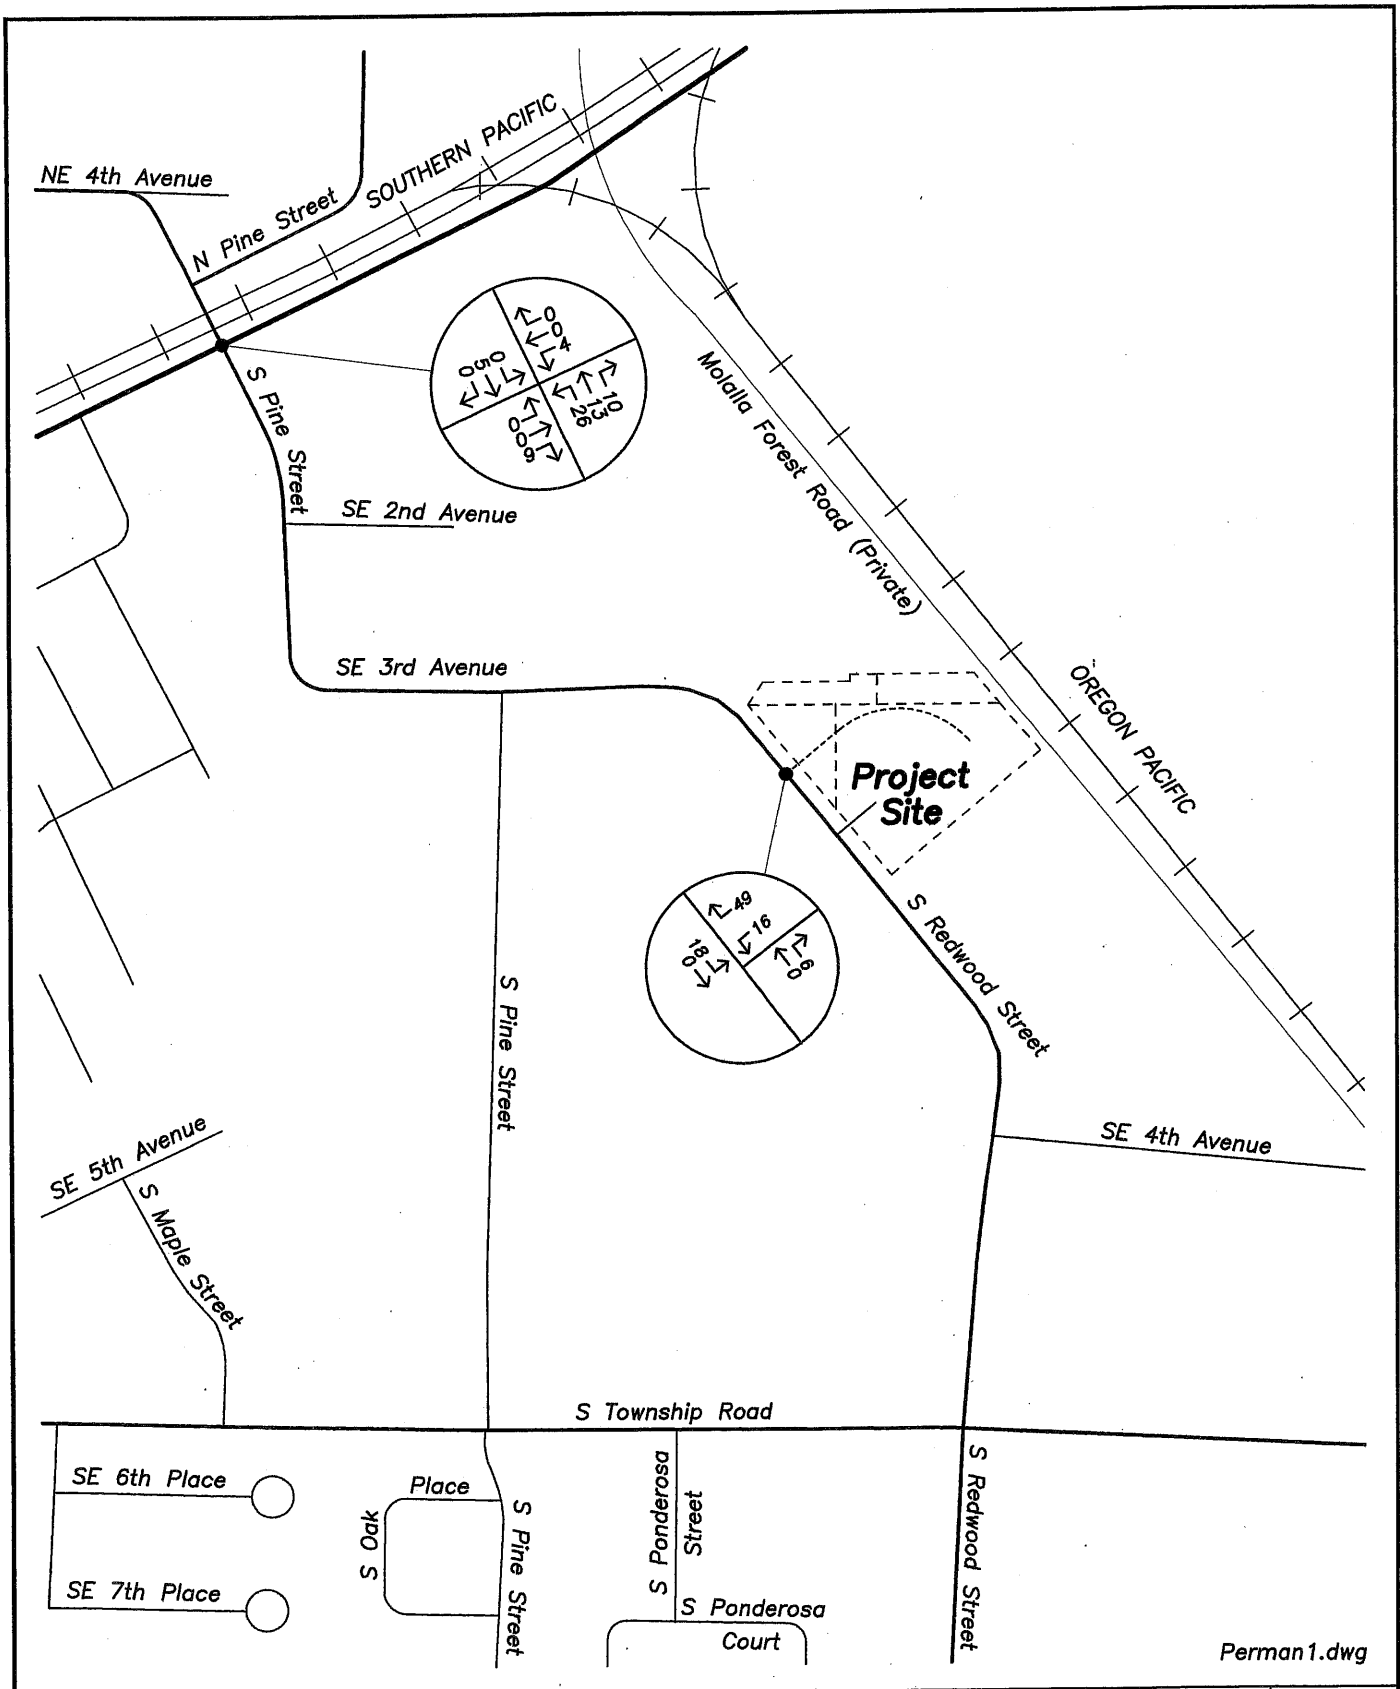 NE 4th Avenue
N Pine Street
SOUTHERN PACIFIC
S Pine Street
0
0
4
0
5
0
10
13
26
0
0
9
SE 2nd Avenue
Molalla Forest Road (Private)
SE 3rd Avenue
OREGON PACIFIC
Project
Site
49
16
18
0
6
0
S Redwood Street
S Pine Street
SE 4th Avenue
SE 5th Avenue
S Maple Street
S Township Road
SE 6th Place
SE 7th Place
Place
S Oak
S Pine Street
S Ponderosa
Street
S Ponderosa
Court
S Redwood Street
Perman1.dwg